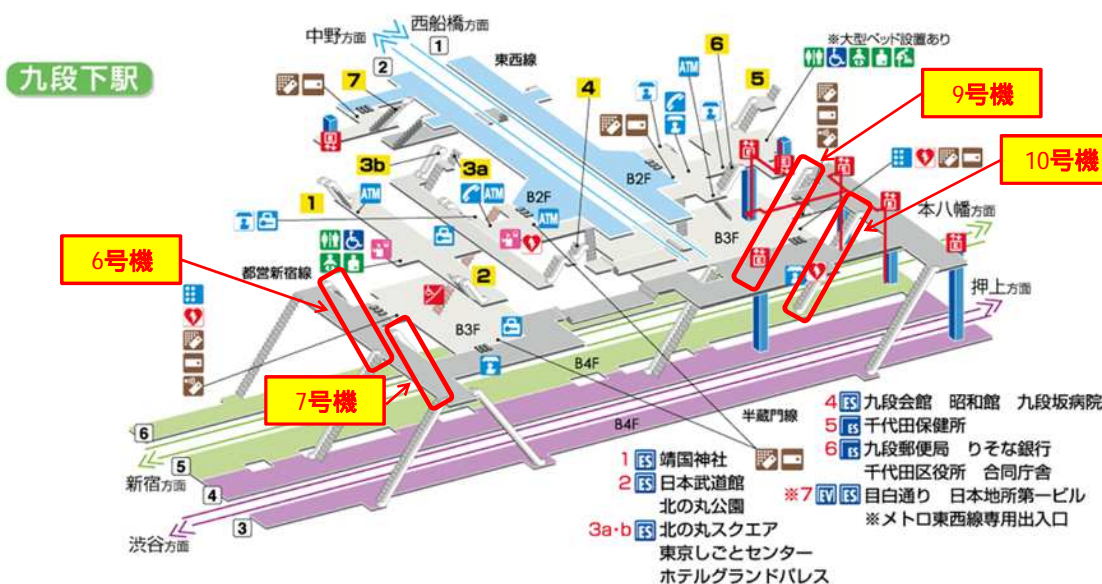 西船橋方面
中野方面
1
2
東西線
九段下駅
※大型ベッド設置あり
6
ATM
5
7
4
9号機
10号機
3b
3a
ATM
B2F
ATM
B2F
1
ATM
B3F
本八幡方面
6号機
都営新宿線
2
押上方面
B3F
7号機
B4F
B4F
半蔵門線
6
新宿方面
5
4
渋谷方面
3
1 ES 靖国神社
2 ES 日本武道館
北の丸公園
3a・b ES 北の丸スクエア
東京しごとセンター
ホテルグランドパレス
4 ES 九段会館 昭和館 九段坂病院
5 ES 千代田保健所
6 ES 九段郵便局 りそな銀行
千代田区役所 合同庁舎
※7 EV ES 目白通り 日本地所第一ビル
※メトロ東西線専用出入口